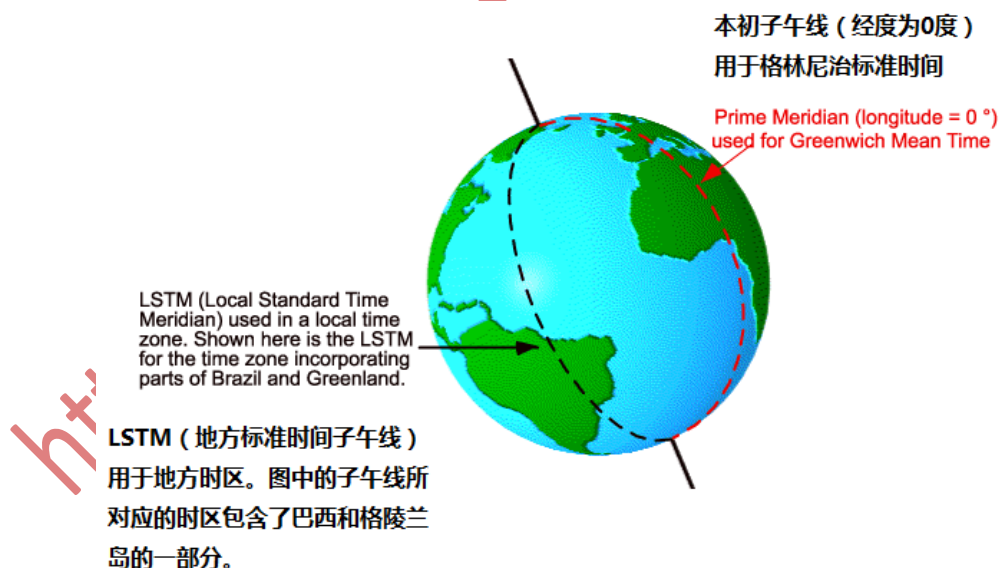 本初子午线（经度为0度）
用于格林尼治标准时间
Prime Meridian (longitude = 0 °)
used for Greenwich Mean Time
LSTM (Local Standard Time
Meridian) used in a local time
zone. Shown here is the LSTM
for the time zone incorporating
parts of Brazil and Greenland.
LSTM（地方标准时间子午线）
用于地方时区。图中的子午线所
对应的时区包含了巴西和格陵兰
岛的一部分。